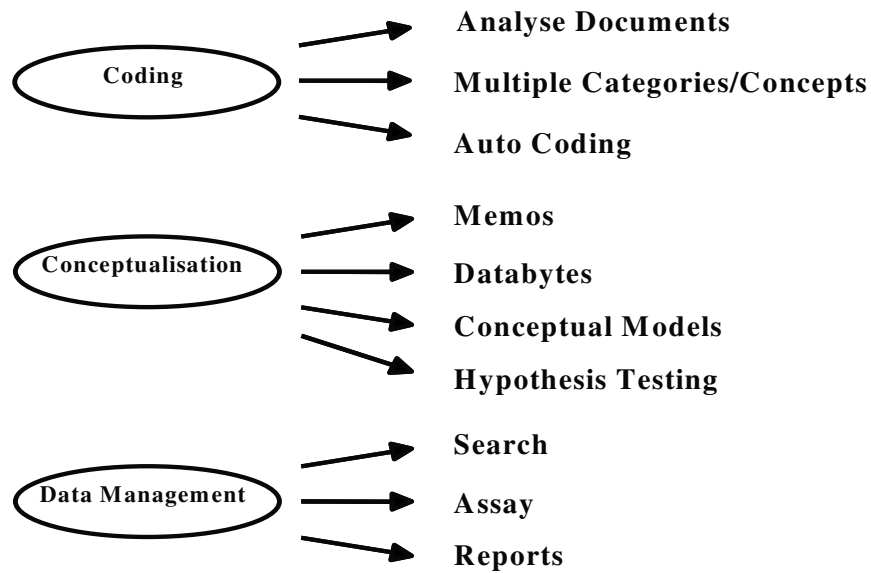 Coding
Analyse Documents
Multiple Categories/Concepts
Auto Coding
Conceptualisation
Memos
Databytes
Conceptual Models
Hypothesis Testing
Data Management
Search
Assay
Reports